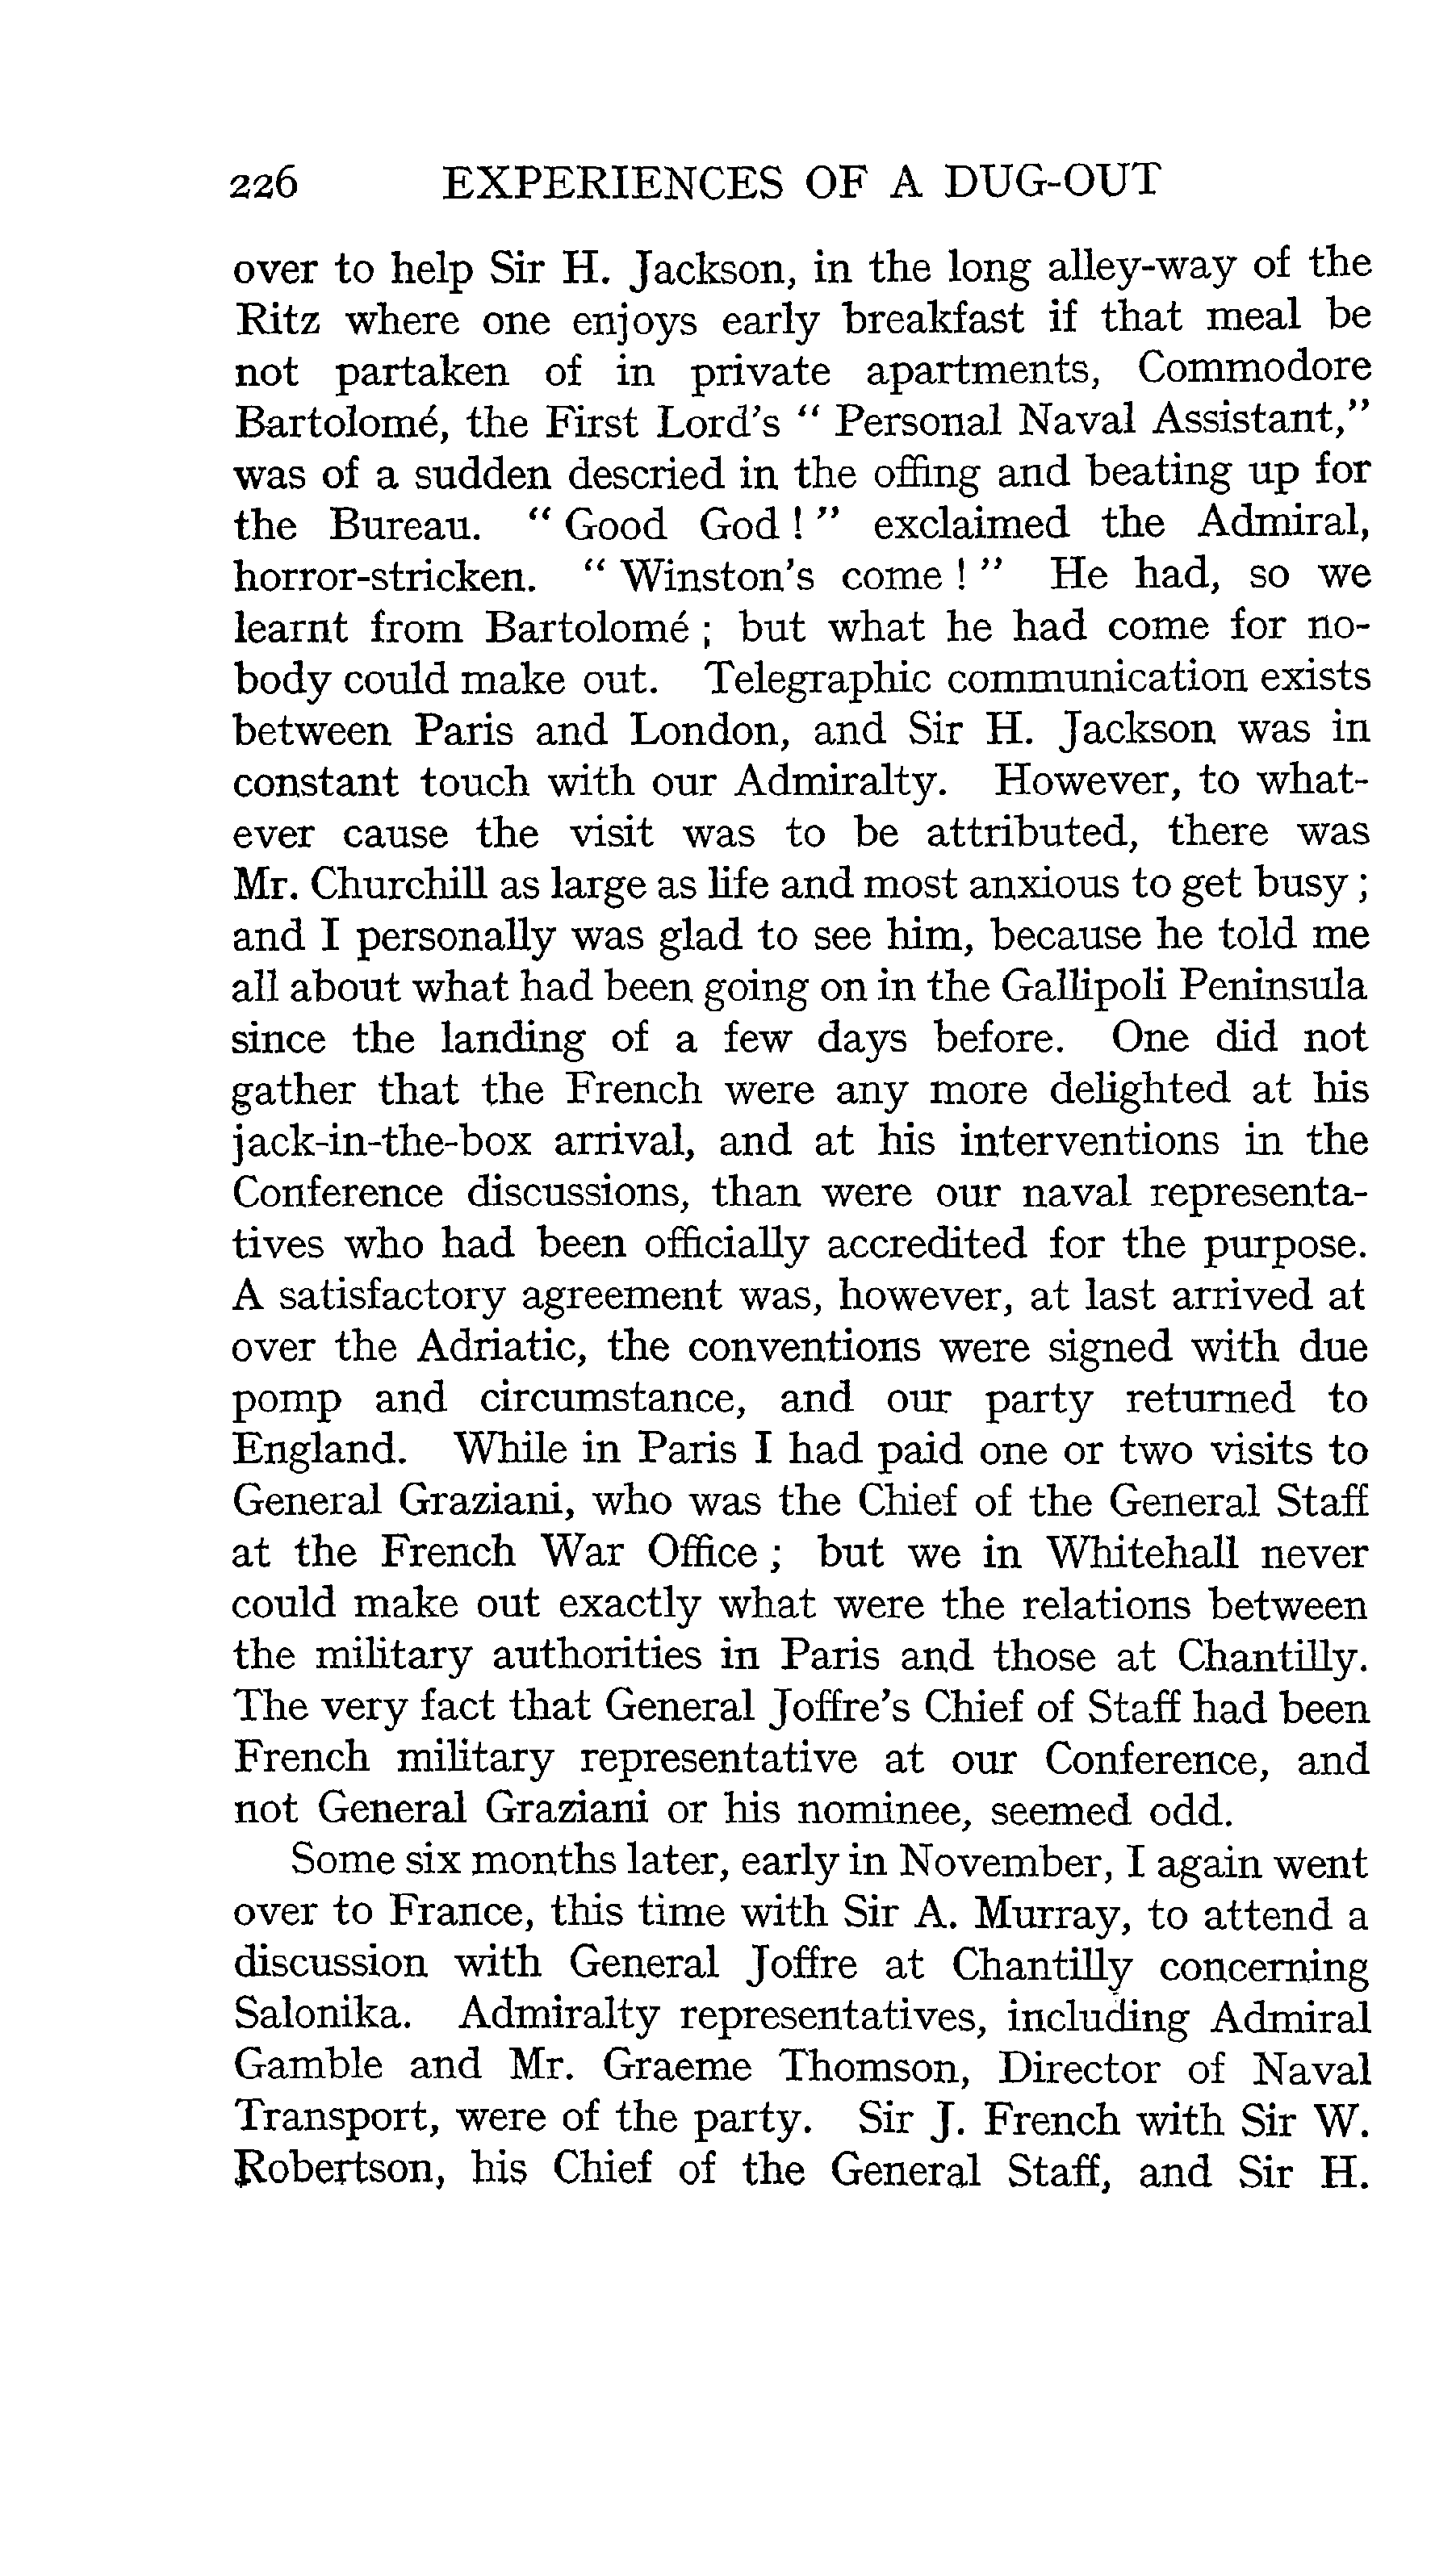 226 EXPERIENCES OF A DUG-OUT
over to help Sir H. Jackson, in the long alley-way of the
Ritz where one enjoys early breakfast if that meal be
not partaken of in private apartments, Commodore
Bartolomé, the First Lord's " Personal Naval Assistant,"
was of a sudden descried in the offing and beating up for
the Bureau. " Good God ! " exclaimed the Admiral,
horror-stricken. " Winston's come ! " He had, so we
learnt from Bartolomé ; but what he had come for no-
body could make out. Telegraphic communication exists
between Paris and London, and Sir H. Jackson was in
constant touch with our Admiralty. However, to what-
ever cause the visit was to be attributed, there was
Mr. Churchill as large as life and most anxious to get busy ;
and I personally was glad to see him, because he told me
all about what had been going on in the Gallipoli Peninsula
since the landing of a few days before. One did not
gather that the French were any more delighted at his
jack-in-the-box arrival, and at his interventions in the
Conference discussions, than were our naval representa-
tives who had been officially accredited for the purpose.
A satisfactory agreement was, however, at last arrived at
over the Adriatic, the conventions were signed with due
pomp and circumstance, and our party returned to
England. While in Paris I had paid one or two visits to
General Graziani, who was the Chief of the General Staff
at the French War Office ; but we in Whitehall never
could make out exactly what were the relations between
the military authorities in Paris and those at Chantilly.
The very fact that General Joffre's Chief of Staff had been
French military representative at our Conference, and
not General Graziani or his nominee, seemed odd.
Some six months later, early in November, I again went
over to France, this time with Sir A. Murray, to attend a
discussion with General Joffre at Chantilly concerning
Salonika. Admiralty representatives, including Admiral
Gamble and Mr. Graeme Thomson, Director of Naval
Transport, were of the party. Sir J. French with Sir W.
Robertson, his Chief of the General Staff, and Sir H.